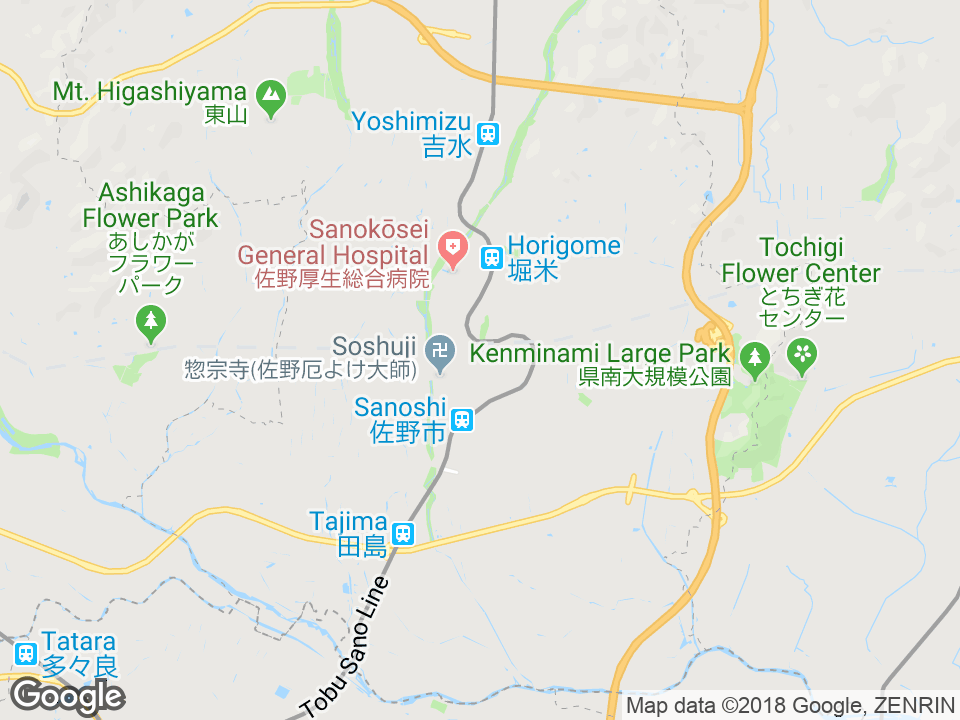 Mt. Higashiyama
東山
Yoshimizu
吉水
Ashikaga
Flower Park
あしかが
フラワー
パーク
Sanokōsei
General Hospital
佐野厚生総合病院
Horigome
堀米
Tochigi
Flower Center
とちぎ花
センター
Soshuji
惣宗寺(佐野厄よけ大師)
Kenminami Large Park
県南大規模公園
Sanoshi
佐野市
Tajima
田島
Tobu Sano Line
Tatara
多々良
Google
Map data ©2018 Google, ZENRIN